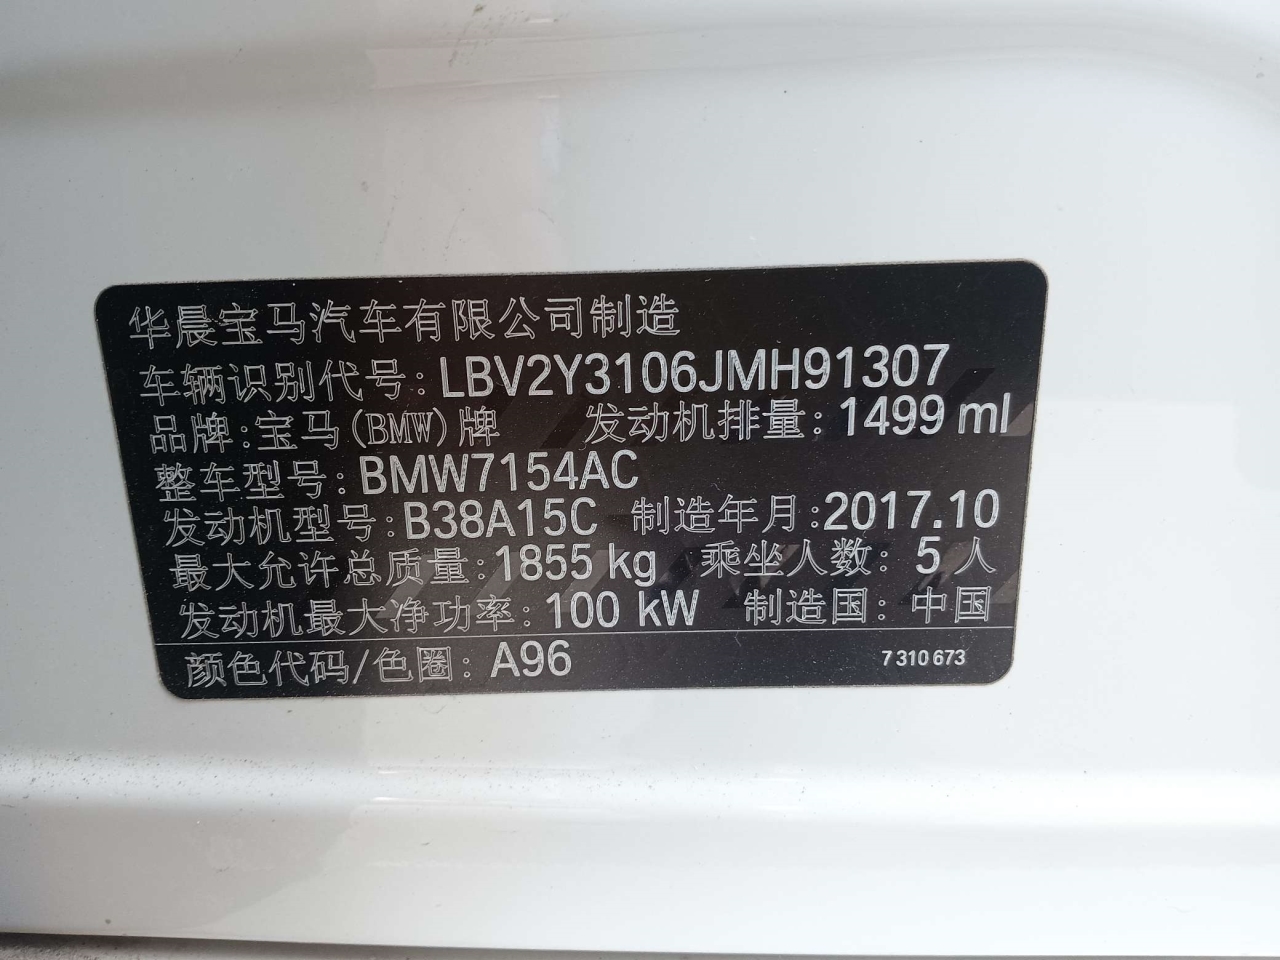 华晨宝马汽车有限公司制造
车辆识别代号:LBV2Y3106JMH91307
品牌:宝马(BMW)牌 发动机排量:1499 ml
整车型号:BMW7154AC
发动机型号:B38A15C 制造年月:2017.10
最大允许总质量:1855 kg 乘坐人数: 5 人
发动机最大净功率:100 kW 制造国: 中国
颜色代码/色圈: A96 7 310 673